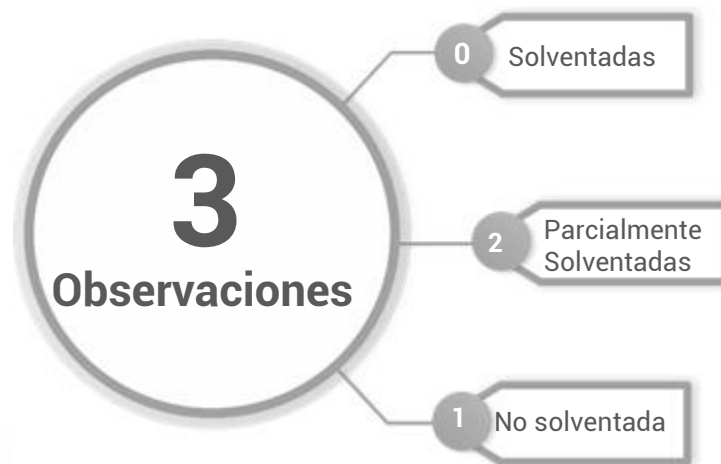 3
Observaciones
0
Solventadas
2
Parcialmente
Solventadas
1
No solventada